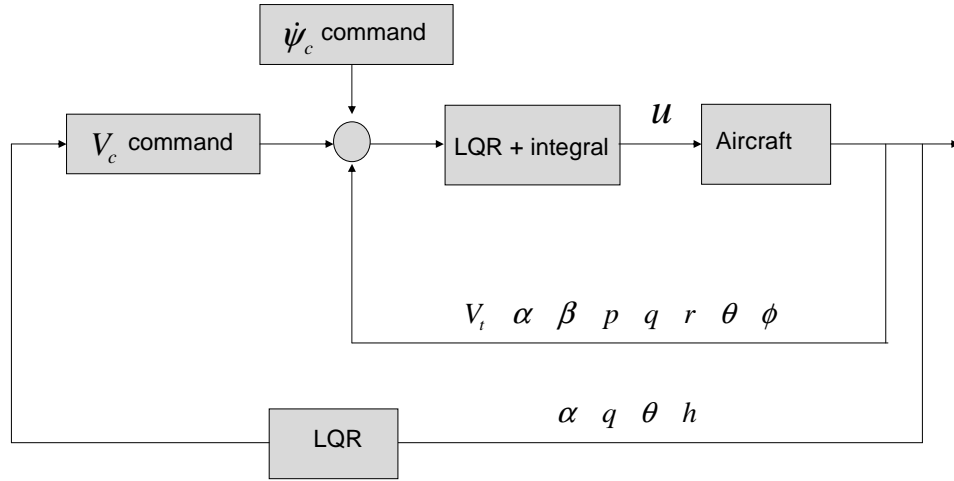 ψ̇_c command
V_c command
LQR + integral
u
Aircraft
V_t α β p q r θ ϕ
α q θ h
LQR